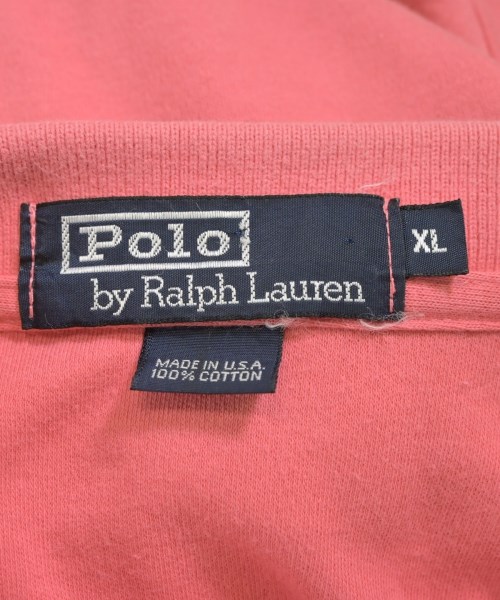 Polo
by Ralph Lauren
XL
MADE IN U.S.A.
100% COTTON